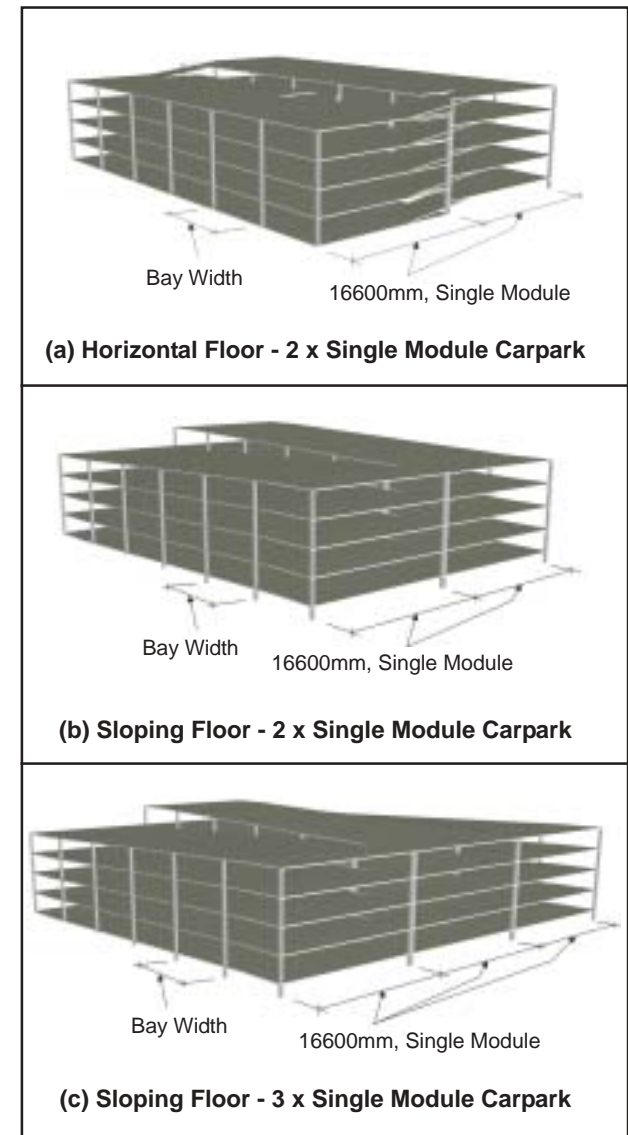 Bay Width
16600mm, Single Module
(a) Horizontal Floor - 2 x Single Module Carpark
Bay Width
16600mm, Single Module
(b) Sloping Floor - 2 x Single Module Carpark
Bay Width
16600mm, Single Module
(c) Sloping Floor - 3 x Single Module Carpark